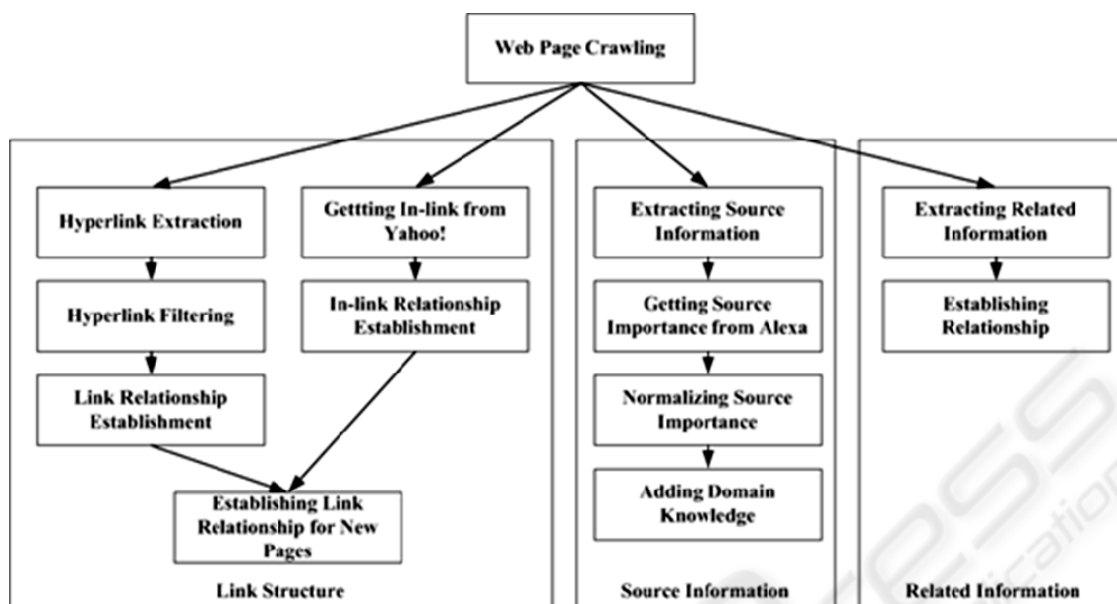 Web Page Crawling
Hyperlink Extraction
Gettting In-link from
Yahoo!
Extracting Source
Information
Extracting Related
Information
Hyperlink Filtering
In-link Relationship
Establishment
Getting Source
Importance from Alexa
Establishing
Relationship
Link Relationship
Establishment
Normalizing Source
Importance
Establishing Link
Relationship for New
Pages
Adding Domain
Knowledge
Link Structure
Source Information
Related Information